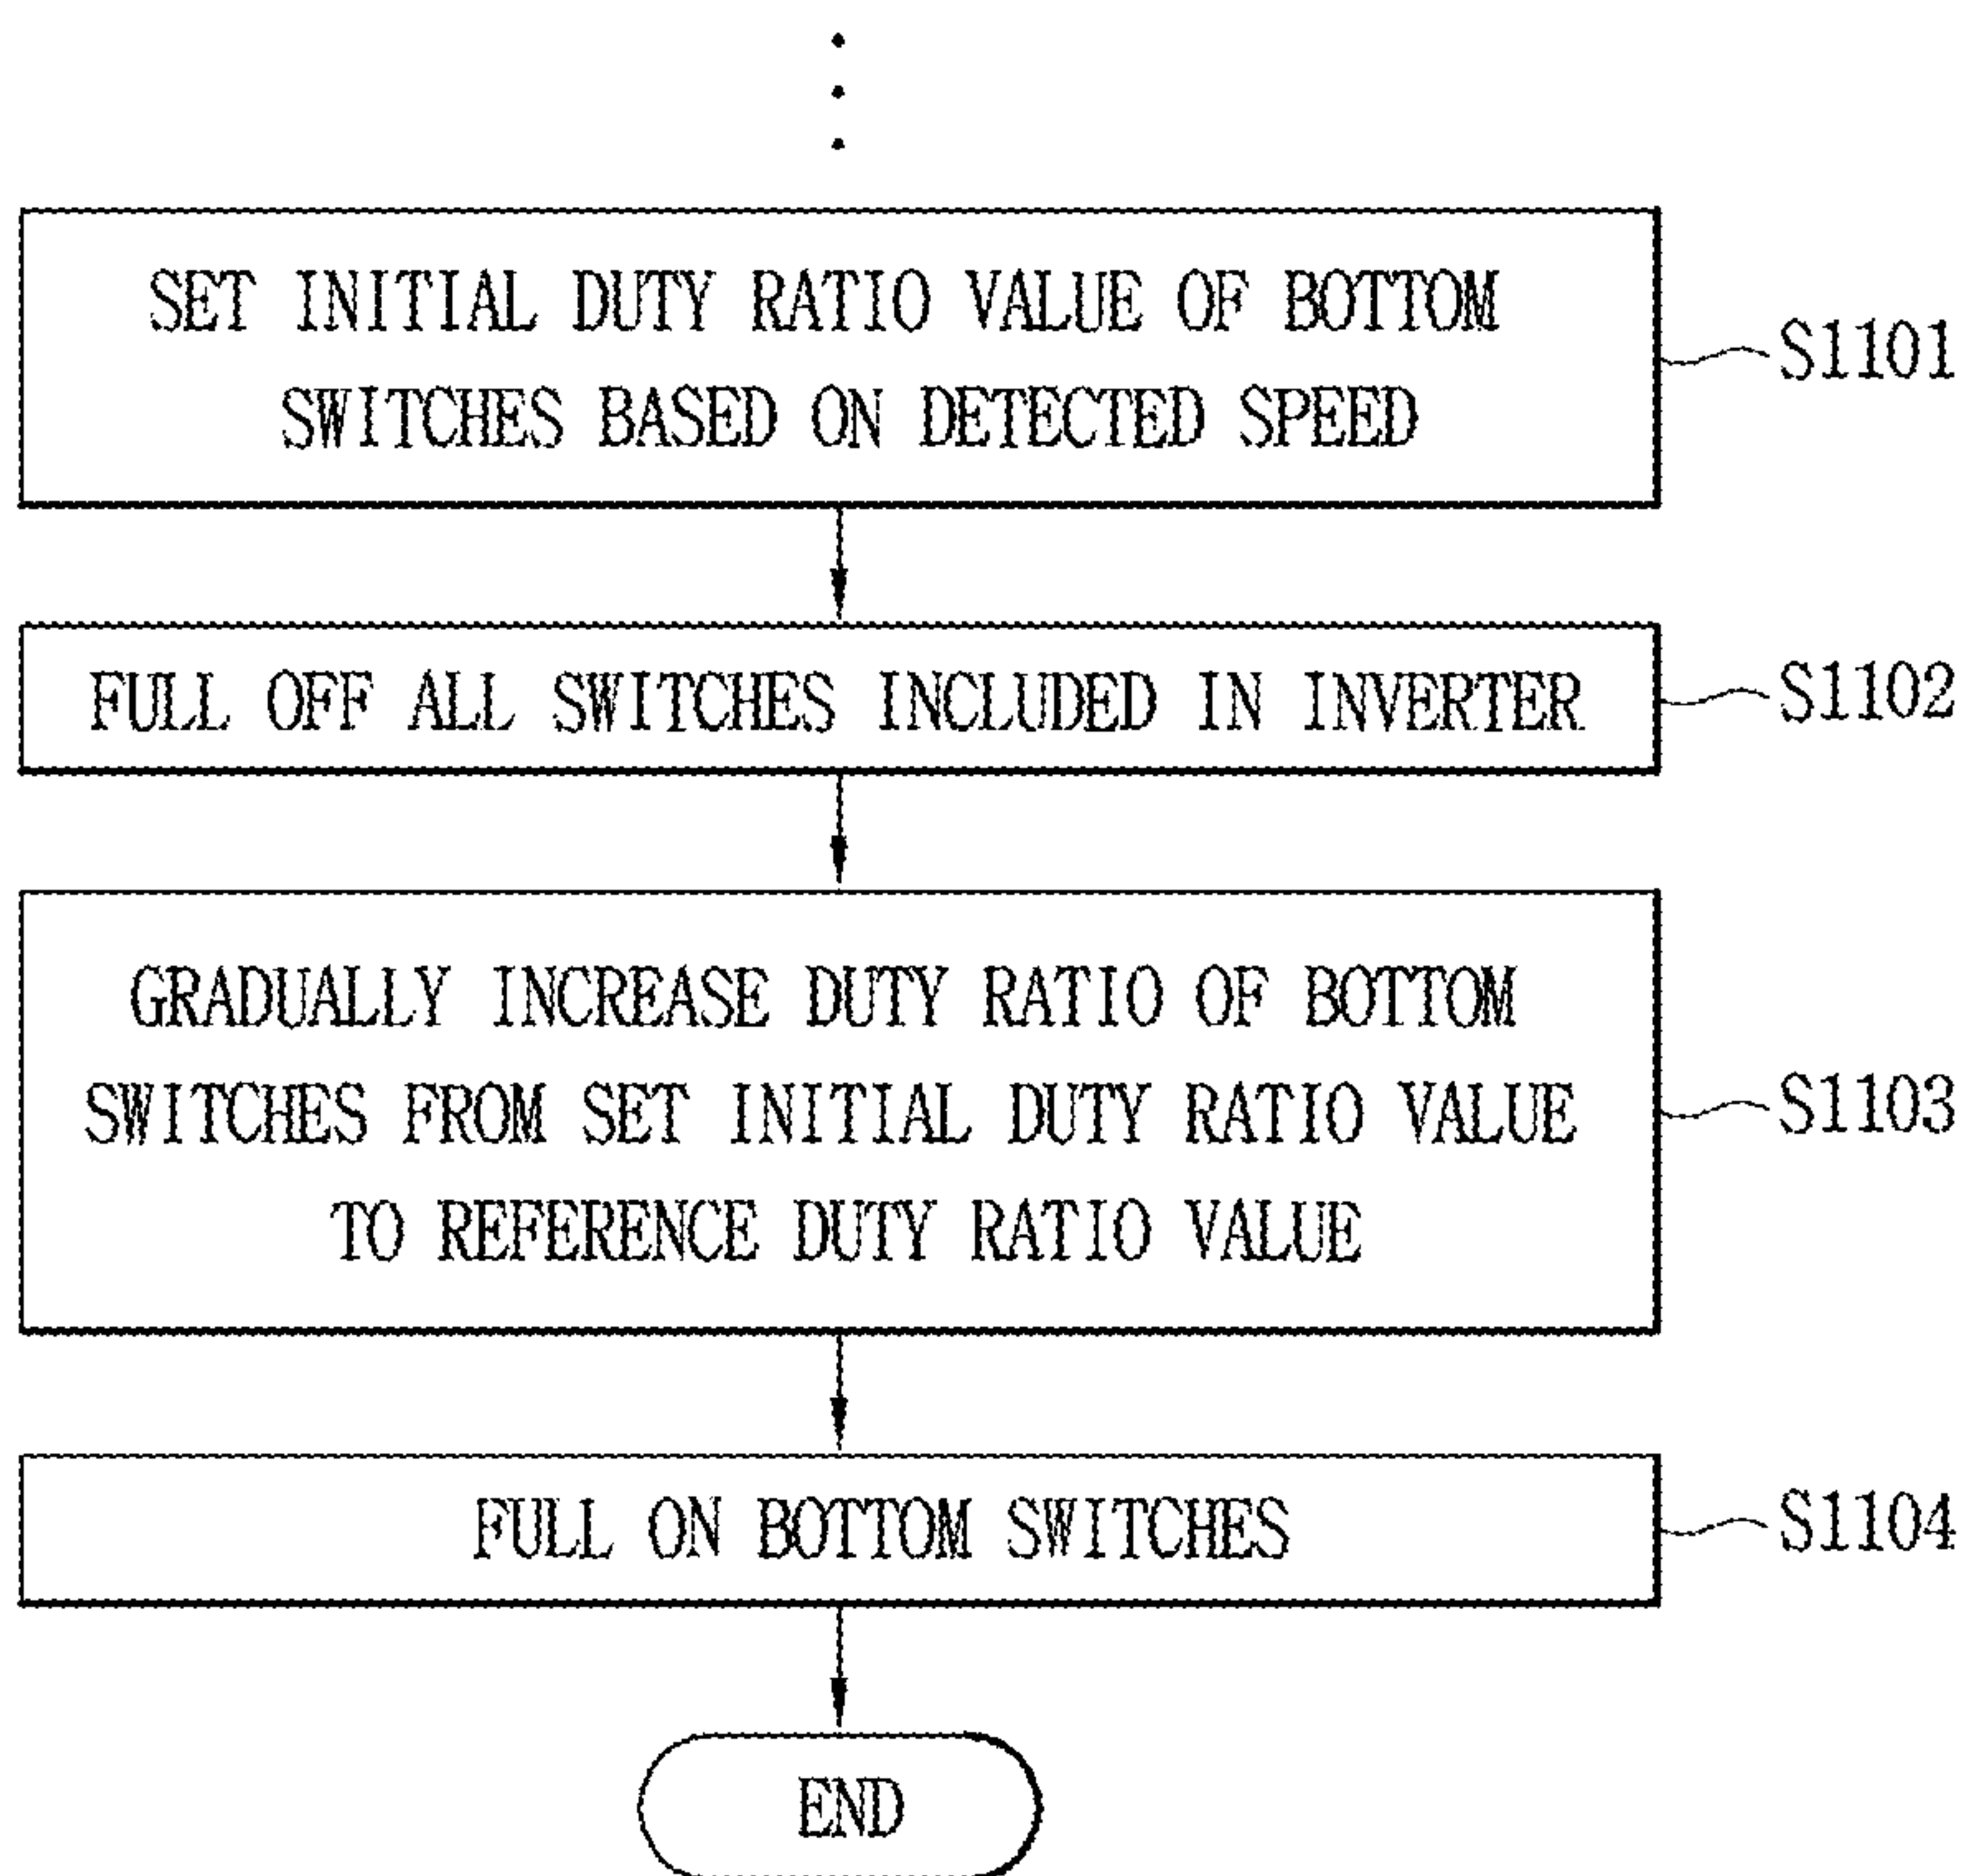 SET INITIAL DUTY RATIO VALUE OF BOTTOM
SWITCHES BASED ON DETECTED SPEED
S1101
FULL OFF ALL SWITCHES INCLUDED IN INVERTER
S1102
GRADUALLY INCREASE DUTY RATIO OF BOTTOM
SWITCHES FROM SET INITIAL DUTY RATIO VALUE
TO REFERENCE DUTY RATIO VALUE
S1103
FULL ON BOTTOM SWITCHES
S1104
END